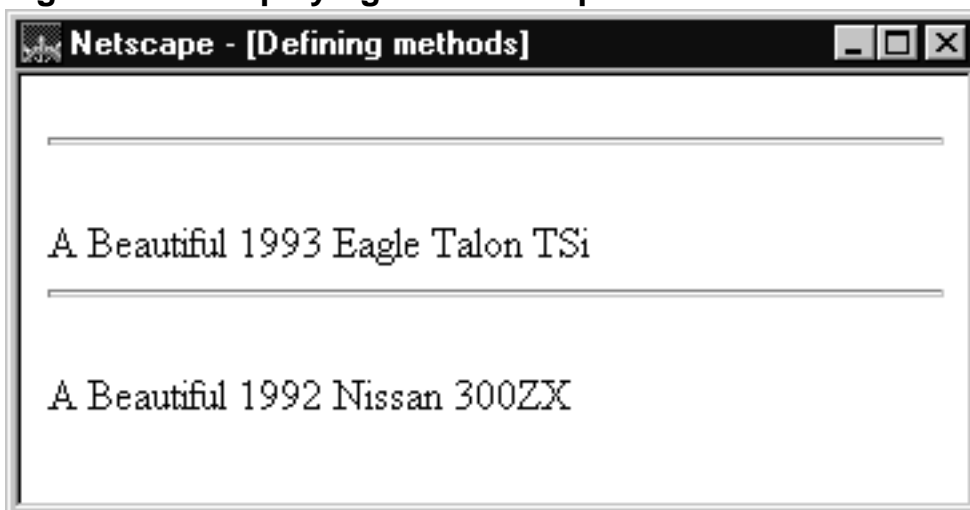 Netscape - [Defining methods]
A Beautiful 1993 Eagle Talon TSi
A Beautiful 1992 Nissan 300ZX